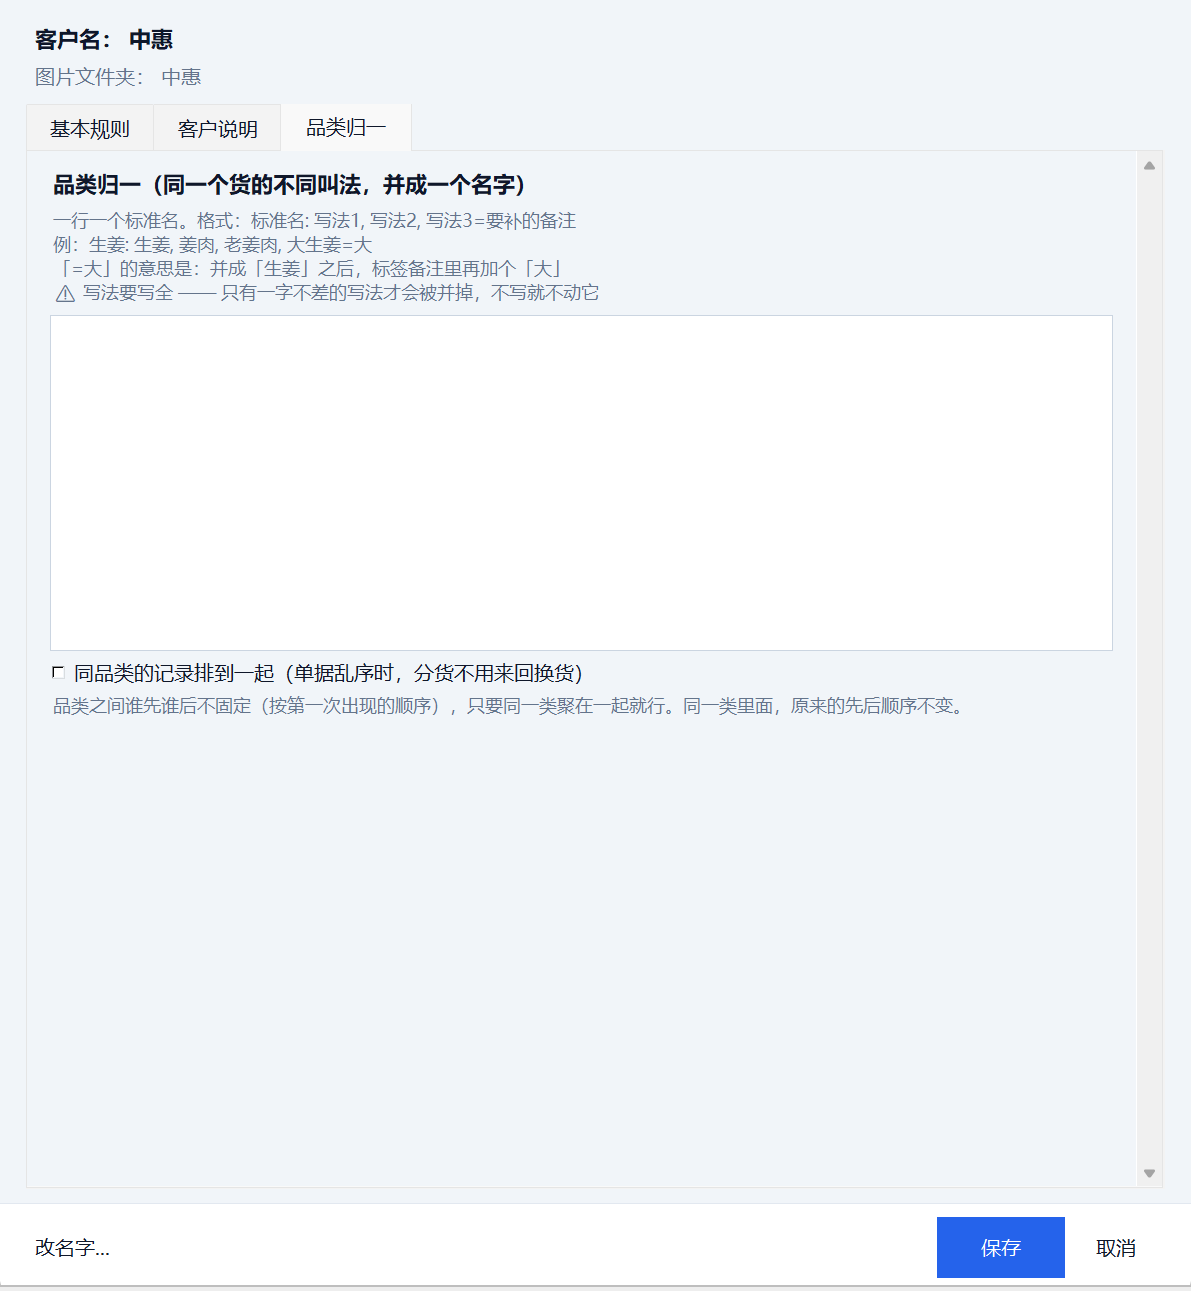 客户名： 中惠
图片文件夹： 中惠
基本规则
客户说明
品类归一
品类归一（同一个货的不同叫法，并成一个名字）
一行一个标准名。格式：标准名: 写法1, 写法2, 写法3=要补的备注
例：生姜: 生姜, 姜肉, 老姜肉, 大生姜=大
「=大」的意思是：并成「生姜」之后，标签备注里再加个「大」
⚠ 写法要写全 —— 只有一字不差的写法才会被并掉，不写就不动它
同品类的记录排到一起（单据乱序时，分货不用来回换货）
品类之间谁先谁后不固定（按第一次出现的顺序），只要同一类聚在一起就行。同一类里面，原来的先后顺序不变。
改名字...
保存
取消